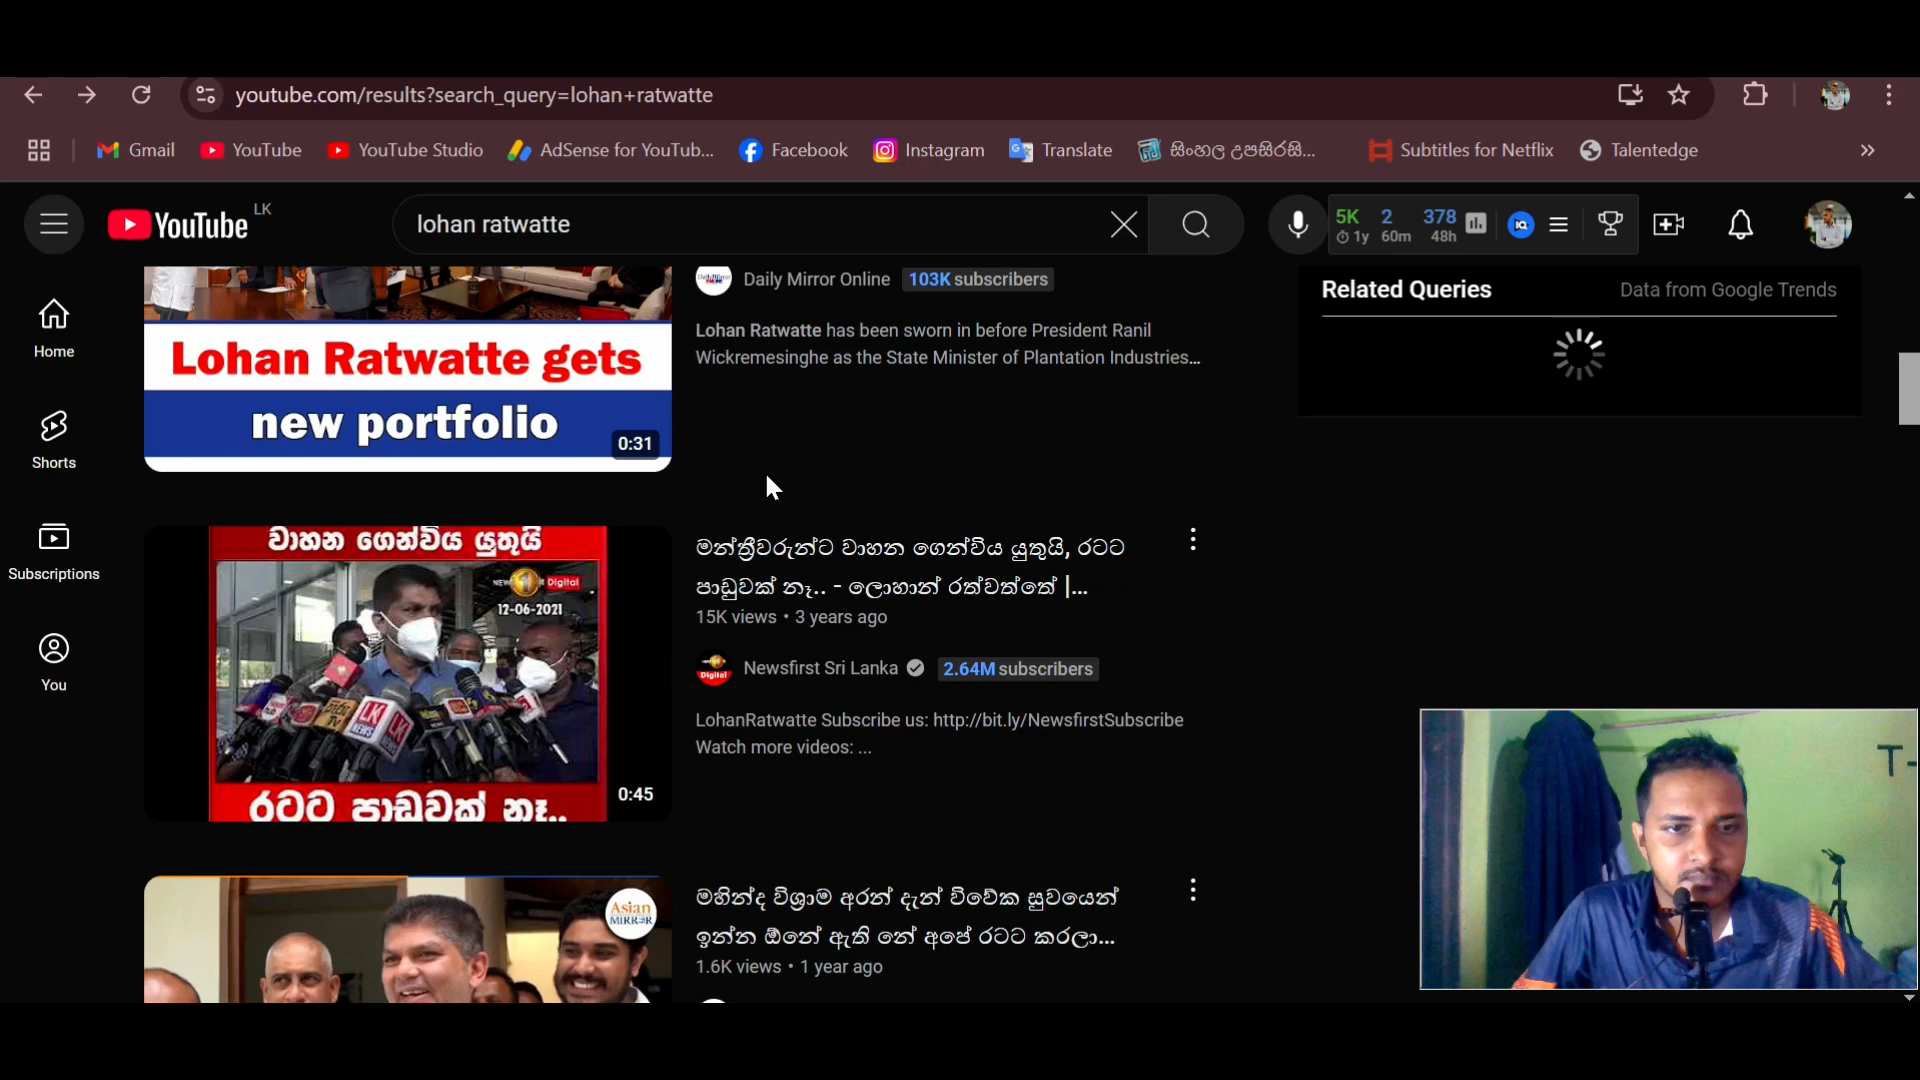 youtube.com/results?search_query=lohan+ratwatte
Gmail
YouTube
YouTube Studio
AdSense for YouTub...
Facebook
Instagram
Translate
සිංහල උපසිරසි...
Subtitles for Netflix
Talentedge
YouTube LK
lohan ratwatte
5K 2 378
1y 60m 48h
Home
Shorts
Subscriptions
You
Lohan Ratwatte gets
new portfolio
0:31
Daily Mirror Online 103K subscribers
Lohan Ratwatte has been sworn in before President Ranil
Wickremesinghe as the State Minister of Plantation Industries...
Related Queries Data from Google Trends
වාහන ගෙන්විය යුතුයි
12-06-2021
රටට පාඩුවක් නෑ..
0:45
මන්ත්‍රීවරුන්ට වාහන ගෙන්විය යුතුයි, රටට
පාඩුවක් නෑ.. - ලොහාන් රත්වත්තේ |...
15K views • 3 years ago
Newsfirst Sri Lanka 2.64M subscribers
LohanRatwatte Subscribe us: http://bit.ly/NewsfirstSubscribe
Watch more videos: ...
Asian
MIRROR
මහින්ද විශ්‍රාම අරන් දැන් විවේක සුවයෙන්
ඉන්න ඕනේ ඇති නේ අපේ රටට කරලා...
1.6K views • 1 year ago